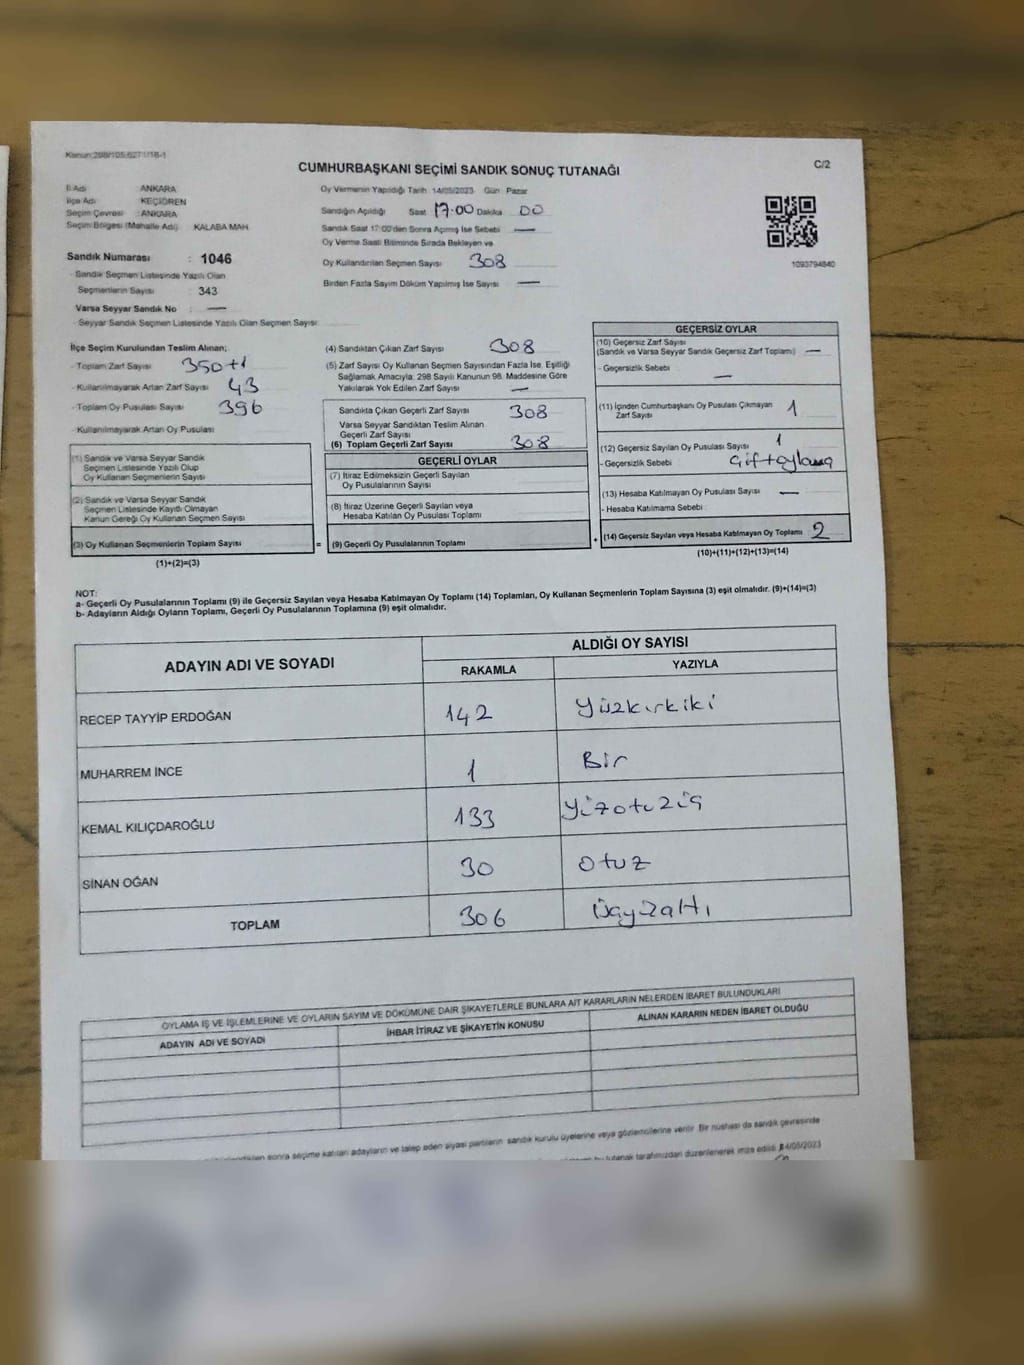 CUMHURBAŞKANI SEÇİMİ SANDIK SONUÇ TUTANAĞI
C/2
İl Adı : ANKARA
İlçe Adı : KEÇİÖREN
Seçim Çevresi : ANKARA
Seçim Bölgesi (Mahalle Adı) KALABA MAH.
Sandık Numarası : 1046
- Sandık Seçmen Listesinde Yazılı Olan
Seçmenlerin Sayısı : 343
Varsa Seyyar Sandık No : —
- Seyyar Sandık Seçmen Listesinde Yazılı Olan Seçmen Sayısı:
Oy Vermenin Yapıldığı Tarih 14/05/2023 Gün Pazar
Sandığın Açıldığı Saat 17:00 Dakika 00
Sandık Saat 17:00'den Sonra Açılmış İse Sebebi —
Oy Verme Saati Bitiminde Sırada Bekleyen ve
Oy Kullandırılan Seçmen Sayısı 308
Birden Fazla Sayım Döküm Yapılmış İse Sayısı —
1093794840
İlçe Seçim Kurulundan Teslim Alınan;
- Toplam Zarf Sayısı 350+1
- Kullanılmayarak Artan Zarf Sayısı 43
- Toplam Oy Pusulası Sayısı 396
- Kullanılmayarak Artan Oy Pusulası
(1) Sandık ve Varsa Seyyar Sandık
Seçmen Listesinde Yazılı Olup
Oy Kullanan Seçmenlerin Sayısı
(2) Sandık ve Varsa Seyyar Sandık
Seçmen Listesinde Kaydı Olmayan
Kanun Gereği Oy Kullanan Seçmen Sayısı
(3) Oy Kullanan Seçmenlerin Toplam Sayısı
(1)+(2)=(3)
=
(4) Sandıktan Çıkan Zarf Sayısı 308
(5) Zarf Sayısı Oy Kullanan Seçmen Sayısından Fazla İse, Eşitliği
Sağlamak Amacıyla, 298 Sayılı Kanunun 98. Maddesine Göre
Yakılarak Yok Edilen Zarf Sayısı —
Sandıkta Çıkan Geçerli Zarf Sayısı 308
Varsa Seyyar Sandıktan Teslim Alınan
Geçerli Zarf Sayısı
(6) Toplam Geçerli Zarf Sayısı 308
GEÇERLİ OYLAR
(7) İtiraz Edilmeksizin Geçerli Sayılan
Oy Pusulalarının Sayısı
(8) İtiraz Üzerine Geçerli Sayılan veya
Hesaba Katılan Oy Pusulası Toplamı
(9) Geçerli Oy Pusulalarının Toplamı
+
GEÇERSİZ OYLAR
(10) Geçersiz Zarf Sayısı
(Sandık ve Varsa Seyyar Sandık Geçersiz Zarf Toplamı) —
- Geçersizlik Sebebi —
(11) İçinden Cumhurbaşkanı Oy Pusulası Çıkmayan
Zarf Sayısı 1
(12) Geçersiz Sayılan Oy Pusulası Sayısı 1
- Geçersizlik Sebebi çift oylama
(13) Hesaba Katılmayan Oy Pusulası Sayısı —
- Hesaba Katılmama Sebebi
(14) Geçersiz Sayılan veya Hesaba Katılmayan Oy Toplamı 2
(10)+(11)+(12)+(13)=(14)
NOT:
a- Geçerli Oy Pusulalarının Toplamı (9) ile Geçersiz Sayılan veya Hesaba Katılmayan Oy Toplamı (14) Toplamları, Oy Kullanan Seçmenlerin Toplam Sayısına (3) eşit olmalıdır. (9)+(14)=(3)
b- Adayların Aldığı Oyların Toplamı, Geçerli Oy Pusulalarının Toplamına (9) eşit olmalıdır.
ADAYIN ADI VE SOYADI ALDIĞI OY SAYISI
RAKAMLA YAZIYLA
RECEP TAYYİP ERDOĞAN 142 Yüzkırkiki
MUHARREM İNCE 1 Bir
KEMAL KILIÇDAROĞLU 133 Yüzotuzüç
SİNAN OĞAN 30 Otuz
TOPLAM 306 Üçyüzaltı
OYLAMA İŞ VE İŞLEMLERİNE VE OYLARIN SAYIM VE DÖKÜMÜNE DAİR ŞİKAYETLERLE BUNLARA AİT KARARLARIN NELERDEN İBARET BULUNDUKLARI
ADAYIN ADI VE SOYADI İHBAR İTİRAZ VE ŞİKAYETİN KONUSU ALINAN KARARIN NEDEN İBARET OLDUĞU
sonra seçime katılan adayların ve talep eden siyasi partilerin sandık kurulu üyelerine veya gözlemcilerine verilir. Bir nüshası da sandık çevresinde
bu tutanak tarafımızdan düzenlenerek imza edildi. 14/05/2023